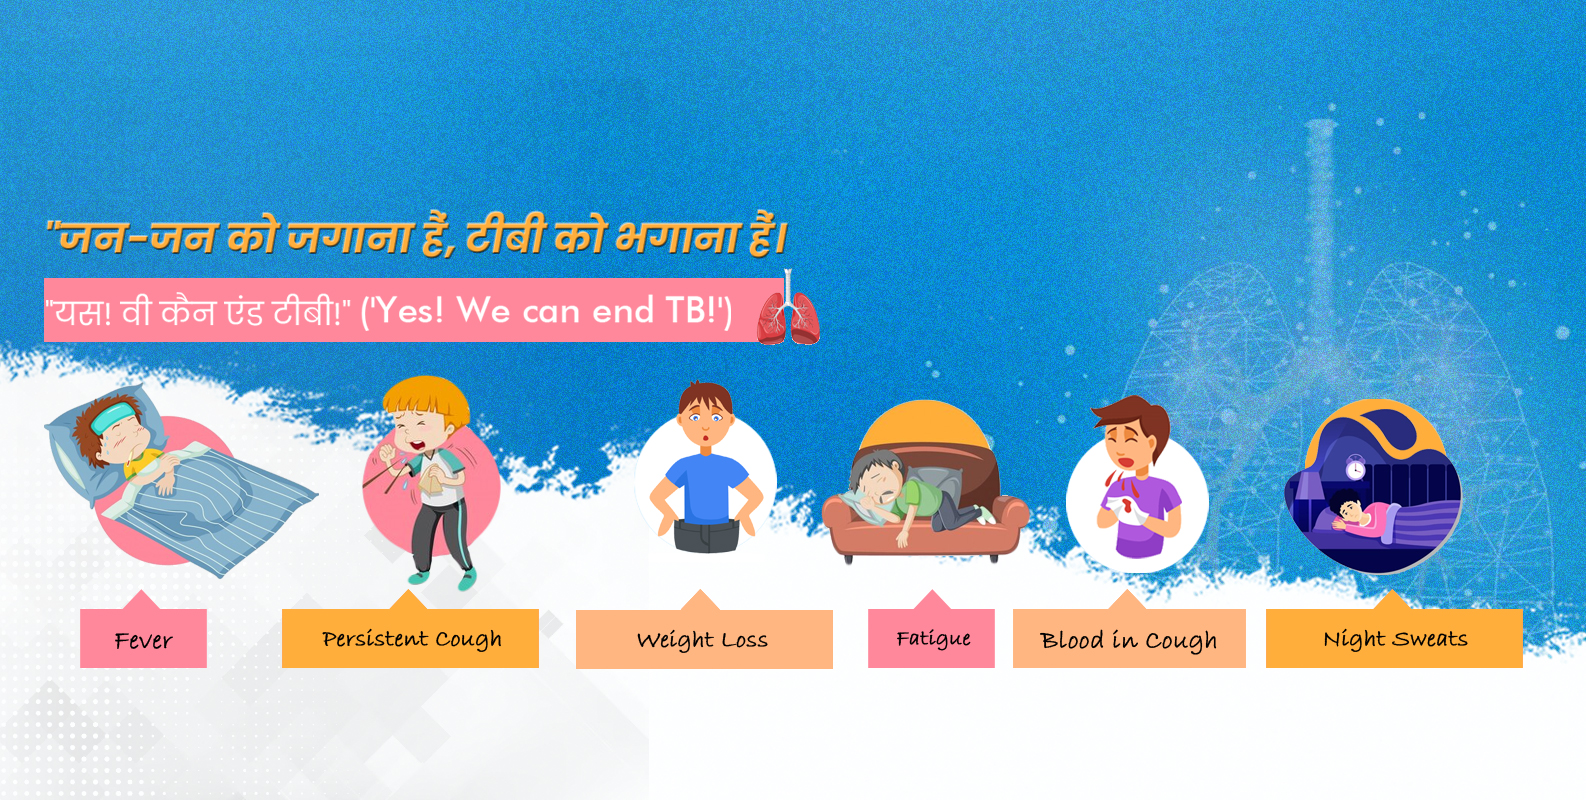 "जन-जन को जगाना हैं, टीबी को भगाना हैं।
"यस! वी कैन एंड टीबी!" ('Yes! We can end TB!')
Fever
Persistent Cough
Weight Loss
Fatigue
Blood in Cough
Night Sweats